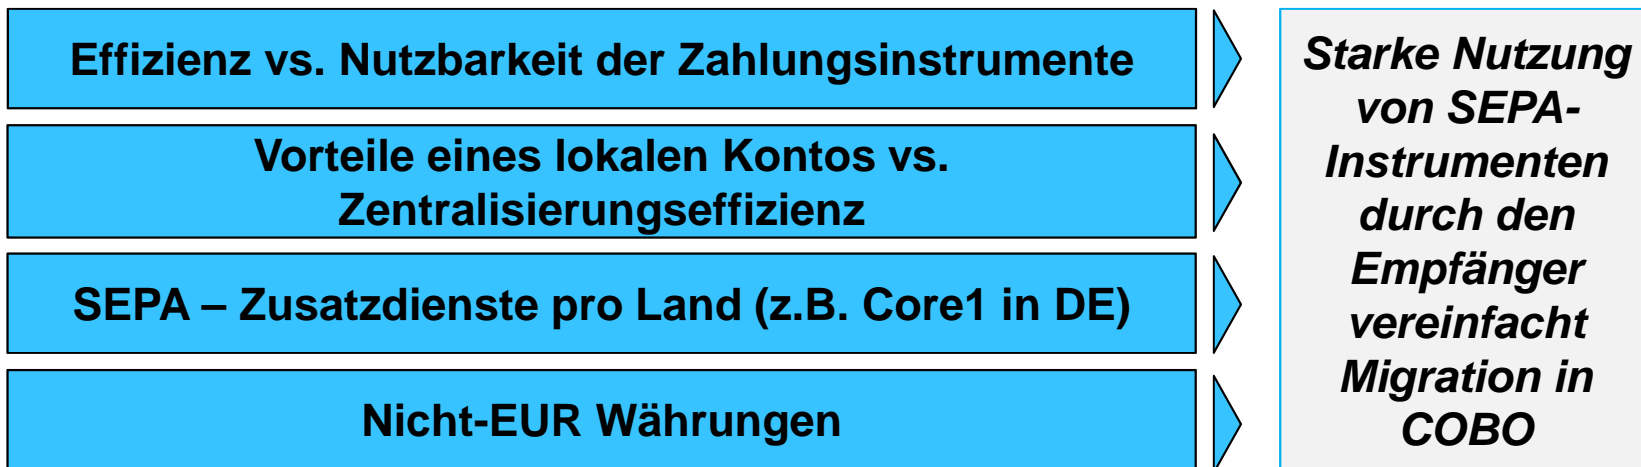 Effizienz vs. Nutzbarkeit der Zahlungsinstrumente
Vorteile eines lokalen Kontos vs.
Zentralisierungseffizienz
SEPA – Zusatzdienste pro Land (z.B. Core1 in DE)
Nicht-EUR Währungen
Starke Nutzung
von SEPA-
Instrumenten
durch den
Empfänger
vereinfacht
Migration in
COBO